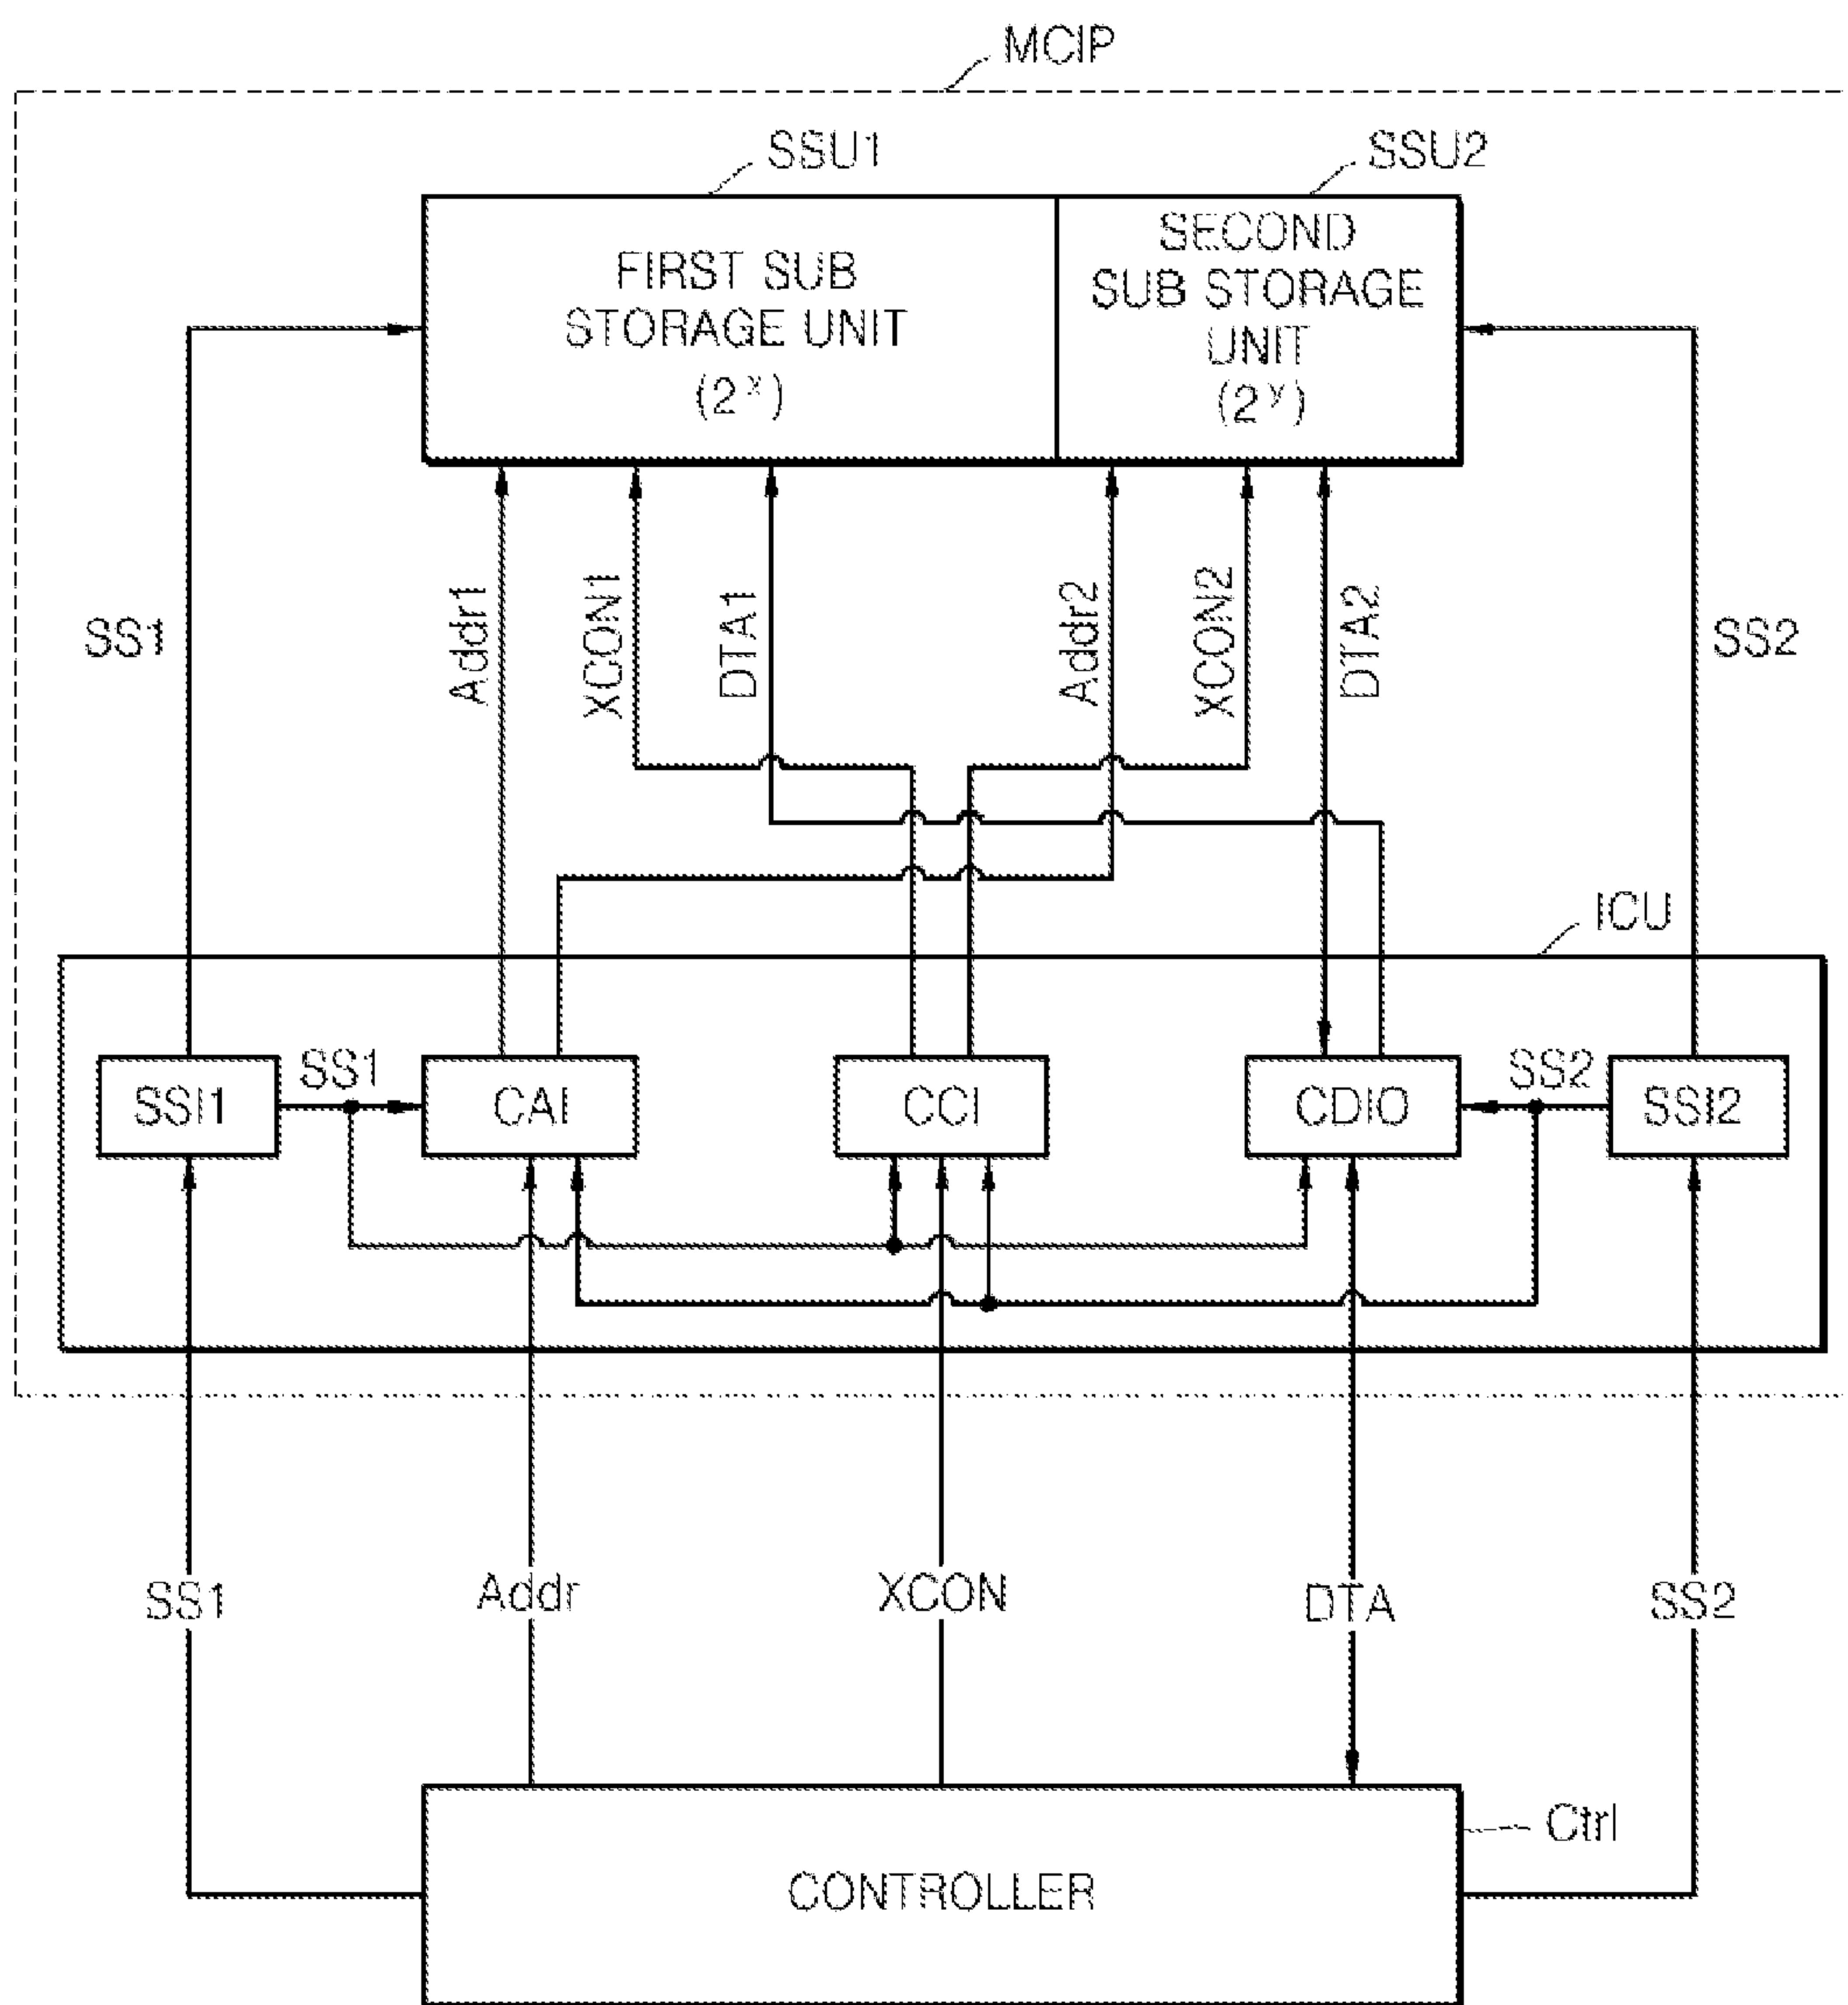 MCIP
SSU1
SSU2
FIRST SUB
STORAGE UNIT
(2^x)
SECOND
SUB STORAGE
UNIT
(2^y)
SS1
Addr1
XCON1
DTA1
Addr2
XCON2
DTA2
SS2
ICU
SSI1
SS1
CAI
CCI
CDIO
SS2
SSI2
SS1
Addr
XCON
DTA
SS2
Ctrl
CONTROLLER